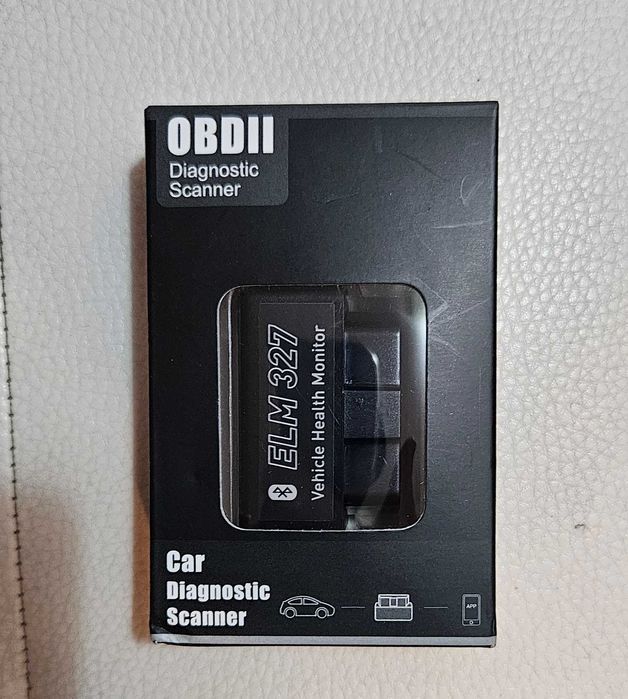 OBDII
Diagnostic
Scanner
ELM 327
Vehicle Health Monitor
Car
Diagnostic
Scanner
APP